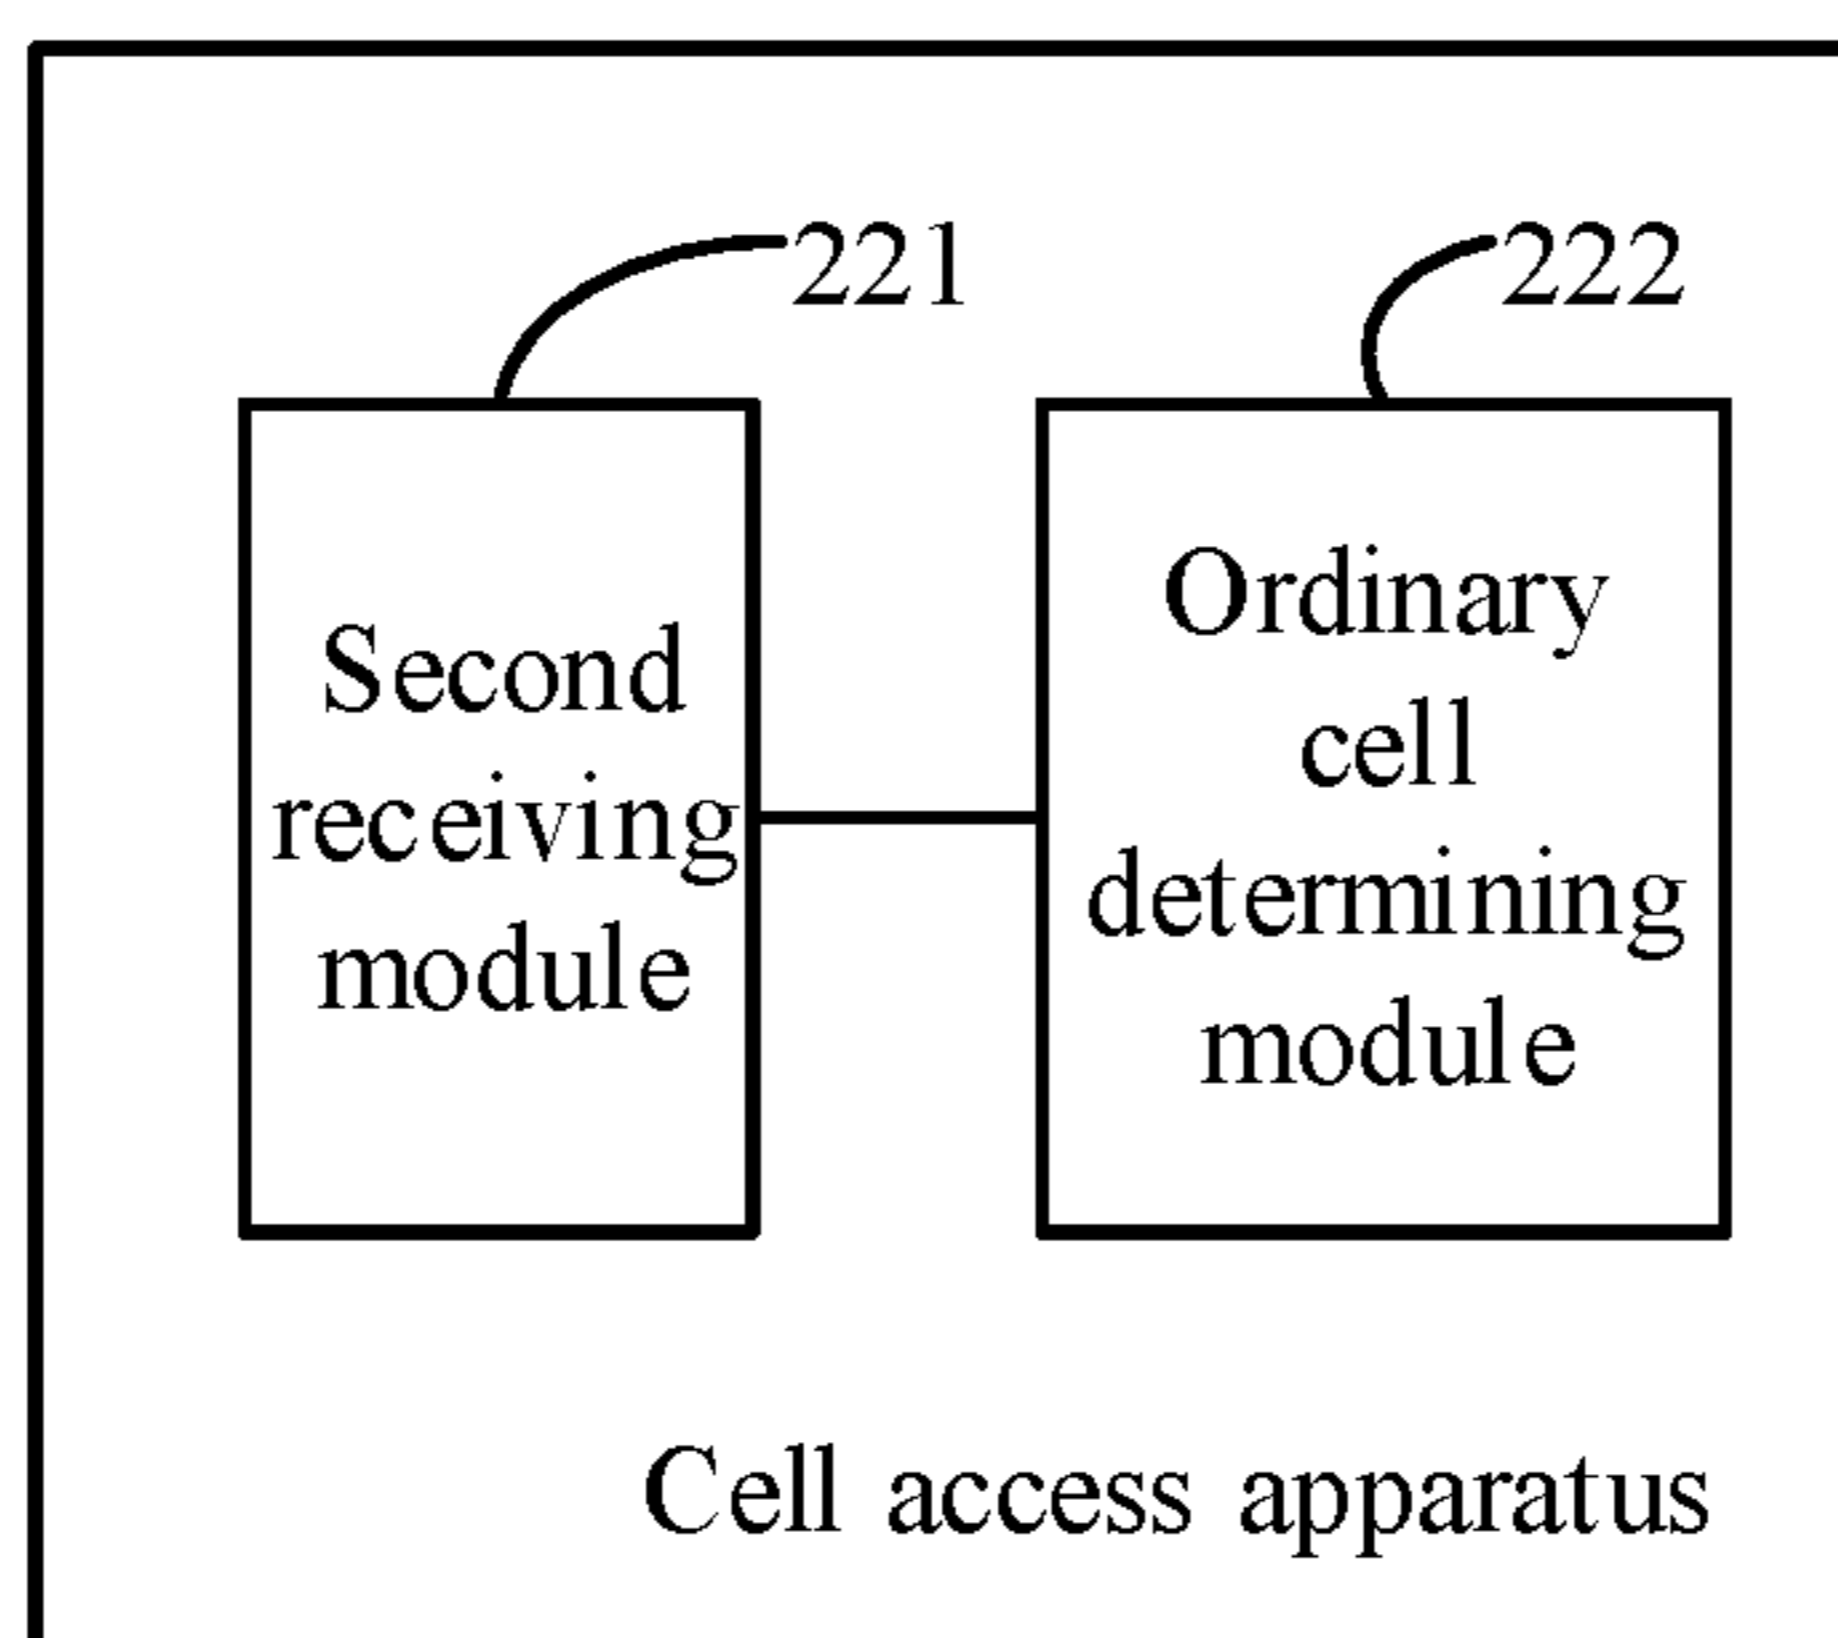 221
222
Second
receiving
module
Ordinary
cell
determining
module
Cell access apparatus